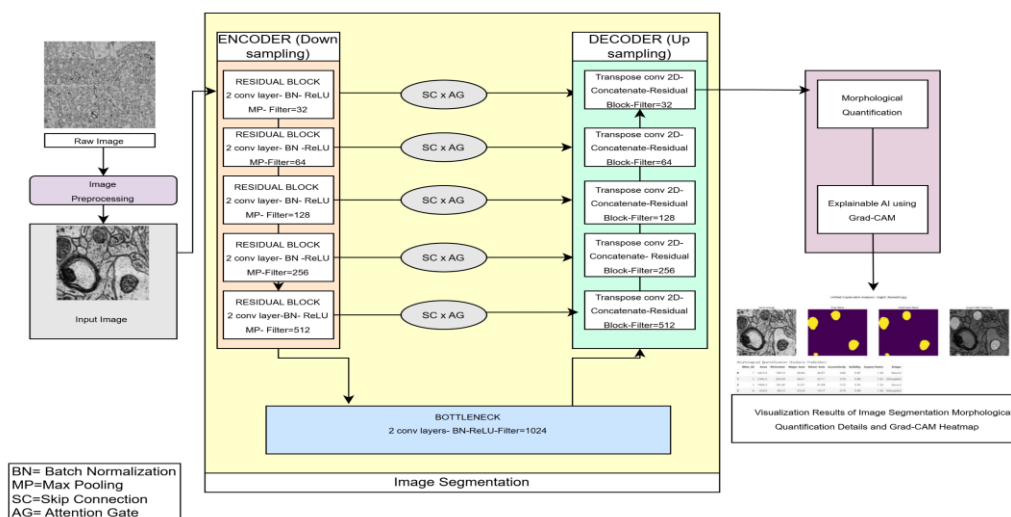 Raw Image
Image
Preprocessing
Input Image
ENCODER (Down
sampling)
RESIDUAL BLOCK
2 conv layer- BN- ReLU
MP- Filter=32
RESIDUAL BLOCK
2 conv layer- BN -ReLU
MP-Filter=64
RESIDUAL BLOCK
2 conv layer- BN- ReLU
MP- Filter=128
RESIDUAL BLOCK
2 conv layer- BN -ReLU
MP-Filter=256
RESIDUAL BLOCK
2 conv layer-BN- ReLU
MP- Filter=512
SC x AG
SC x AG
SC x AG
SC x AG
SC x AG
DECODER (Up
sampling)
Transpose conv 2D-
Concatenate-Residual
Block-Filter=32
Transpose conv 2D-
Concatenate-Residual
Block-Filter=64
Transpose conv 2D-
Concatenate-Residual
Block-Filter=128
Transpose conv 2D-
Concatenate- Residual
Block-Filter=256
Transpose conv 2D-
Concatenate-Residual
Block-Filter=512
BOTTLENECK
2 conv layers- BN-ReLU-Filter=1024
Image Segmentation
Morphological
Quantification
Explainable AI using
Grad-CAM
Visualization Results of Image Segmentation Morphological
Quantification Details and Grad-CAM Heatmap
BN= Batch Normalization
MP=Max Pooling
SC=Skip Connection
AG= Attention Gate